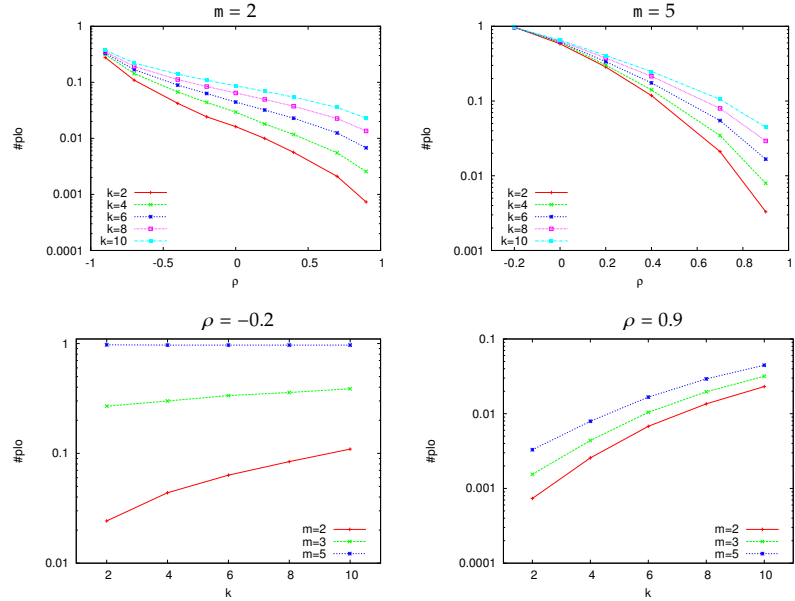 m = 2
#plo
1
0.1
0.01
0.001
0.0001
k=2
k=4
k=6
k=8
k=10
-1
-0.5
0
0.5
1
ρ
m = 5
#plo
1
0.1
0.01
0.001
k=2
k=4
k=6
k=8
k=10
-0.2
0
0.2
0.4
0.6
0.8
1
ρ
ρ = −0.2
#plo
1
0.1
0.01
m=2
m=3
m=5
2
4
6
8
10
k
ρ = 0.9
#plo
0.1
0.01
0.001
0.0001
m=2
m=3
m=5
2
4
6
8
10
k